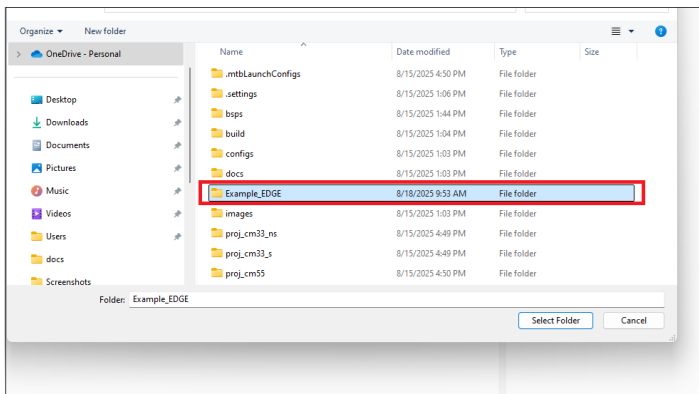 Organize New folder
OneDrive - Personal
Desktop
Downloads
Documents
Pictures
Music
Videos
Users
docs
Screenshots
Name Date modified Type Size
.mtbLaunchConfigs 8/15/2025 4:50 PM File folder
.settings 8/15/2025 1:06 PM File folder
bsps 8/15/2025 1:44 PM File folder
build 8/15/2025 1:04 PM File folder
configs 8/15/2025 1:03 PM File folder
docs 8/15/2025 1:03 PM File folder
Example_EDGE 8/18/2025 9:53 AM File folder
images 8/15/2025 1:03 PM File folder
proj_cm33_ns 8/15/2025 4:49 PM File folder
proj_cm33_s 8/15/2025 4:49 PM File folder
proj_cm55 8/15/2025 4:50 PM File folder
Folder: Example_EDGE
Select Folder Cancel